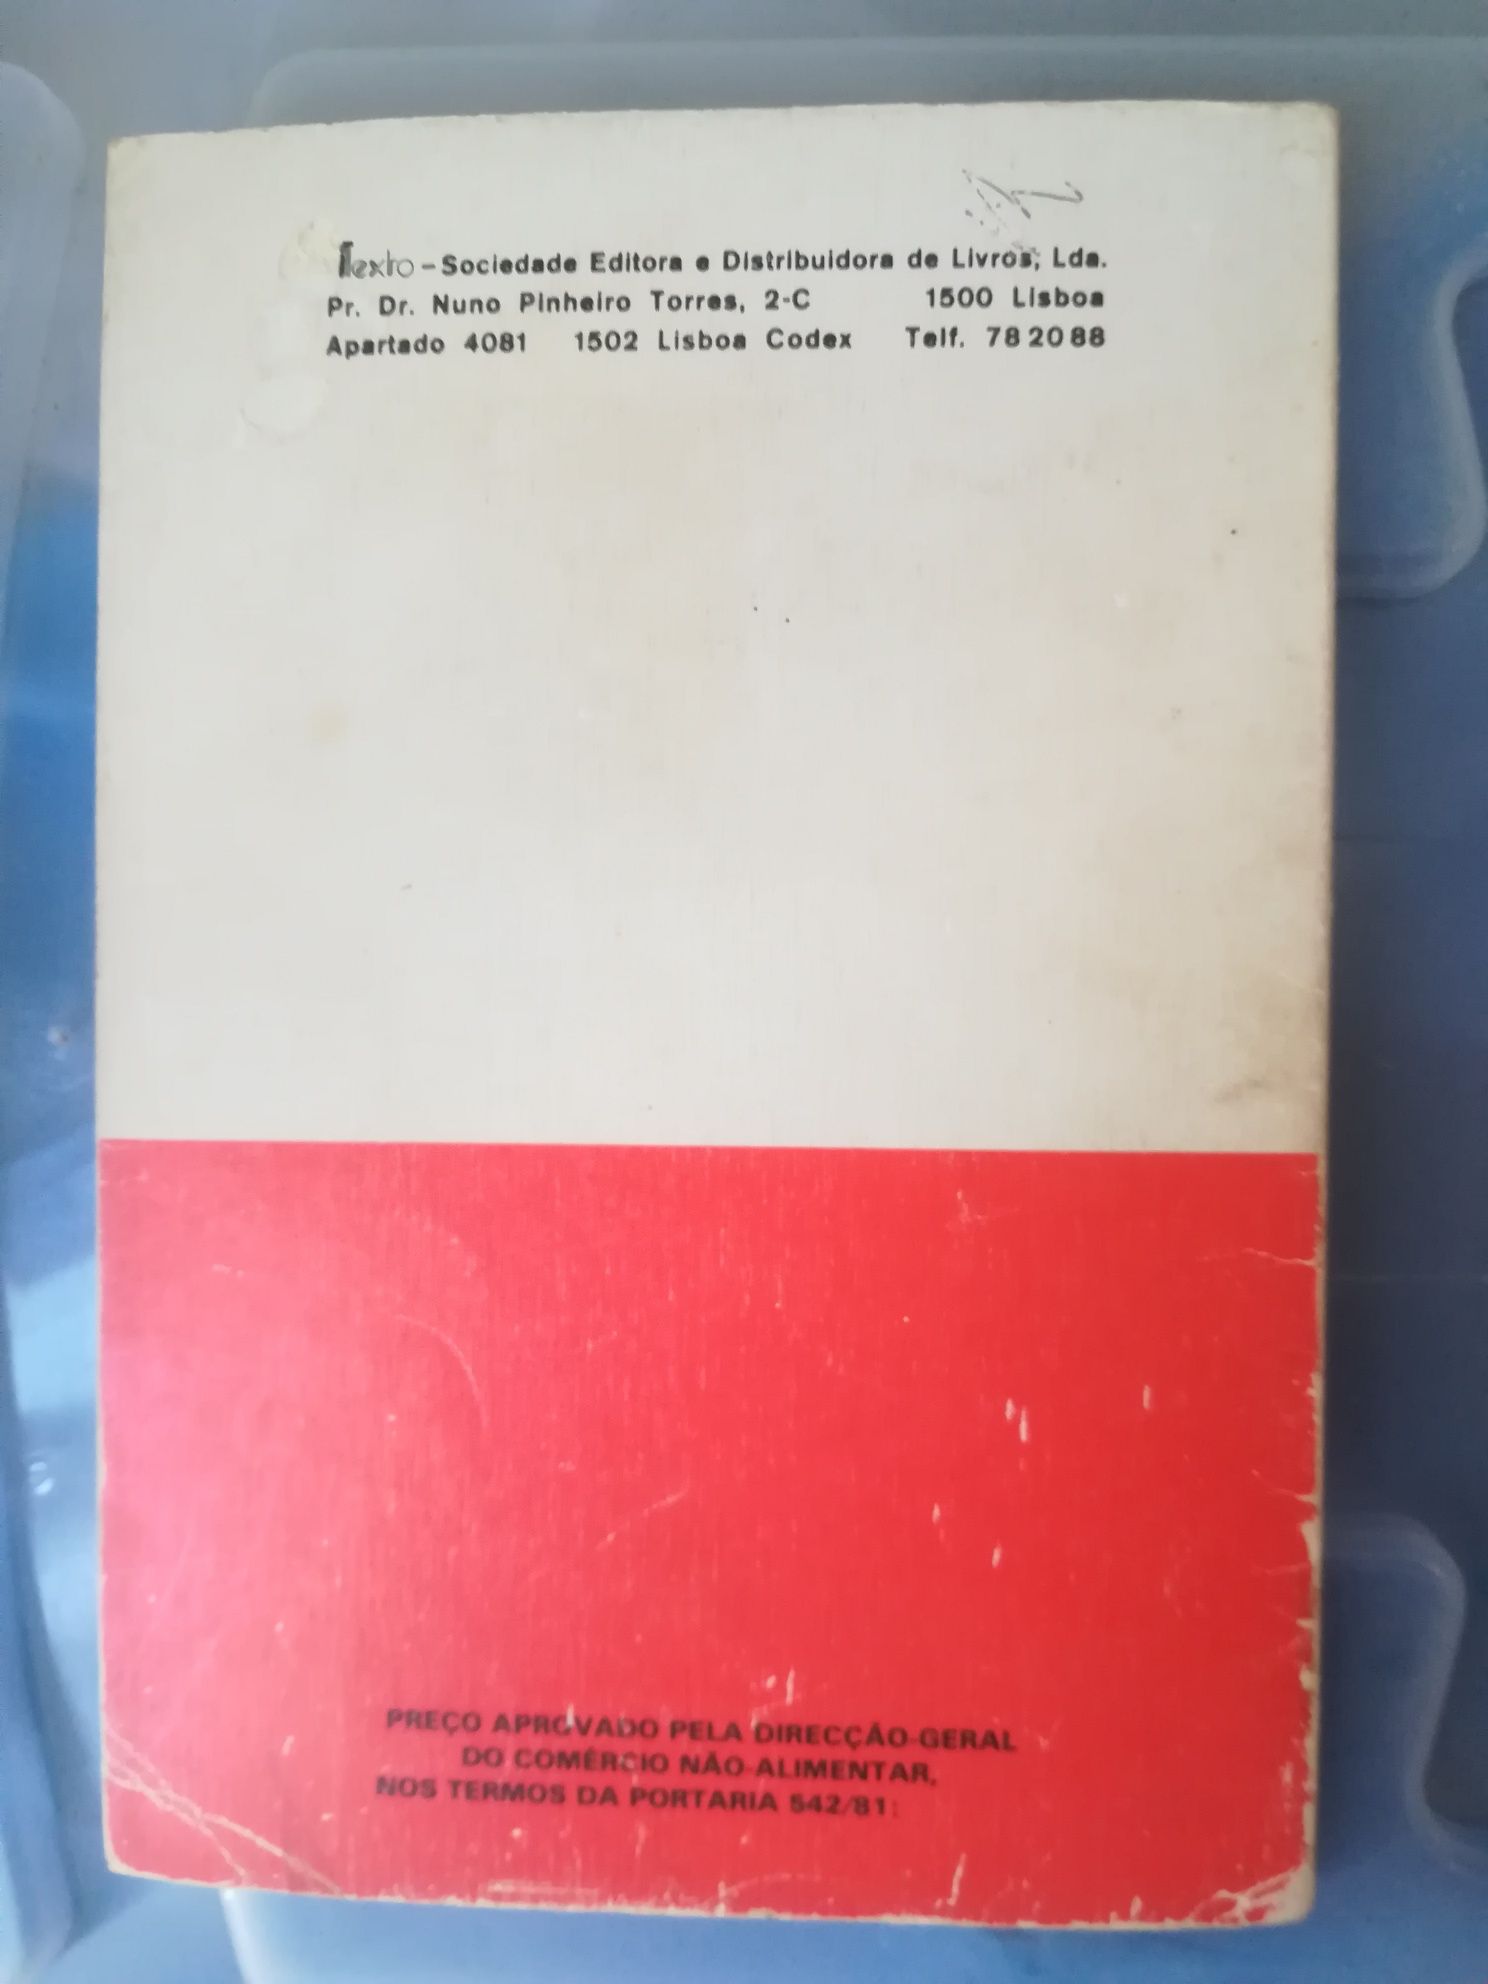 Texto – Sociedade Editora e Distribuidora de Livros, Lda.
Pr. Dr. Nuno Pinheiro Torres, 2-C 1500 Lisboa
Apartado 4081 1502 Lisboa Codex Telf. 78 20 88
PREÇO APROVADO PELA DIRECÇÃO-GERAL
DO COMÉRCIO NÃO-ALIMENTAR,
NOS TERMOS DA PORTARIA 542/81: